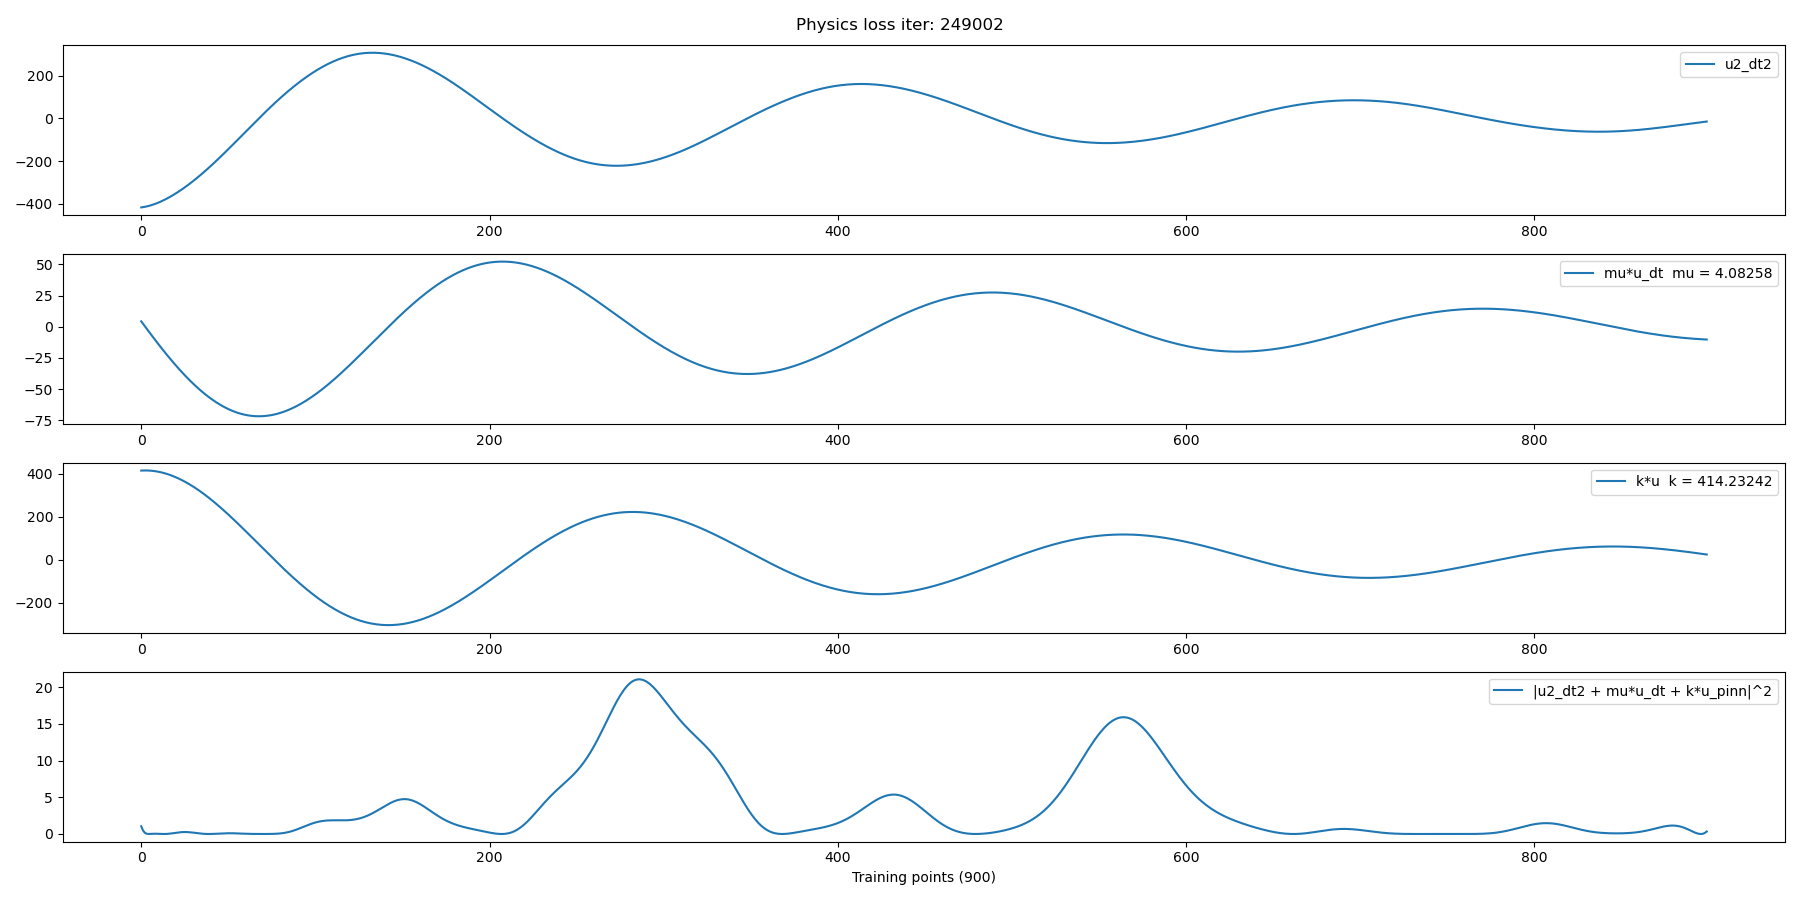 Physics loss iter: 249002
u2_dt2
200
0
−200
−400
0 200 400 600 800
mu*u_dt mu = 4.08258
50
25
0
−25
−50
−75
0 200 400 600 800
k*u k = 414.23242
400
200
0
−200
0 200 400 600 800
|u2_dt2 + mu*u_dt + k*u_pinn|^2
20
15
10
5
0
0 200 400 600 800
Training points (900)